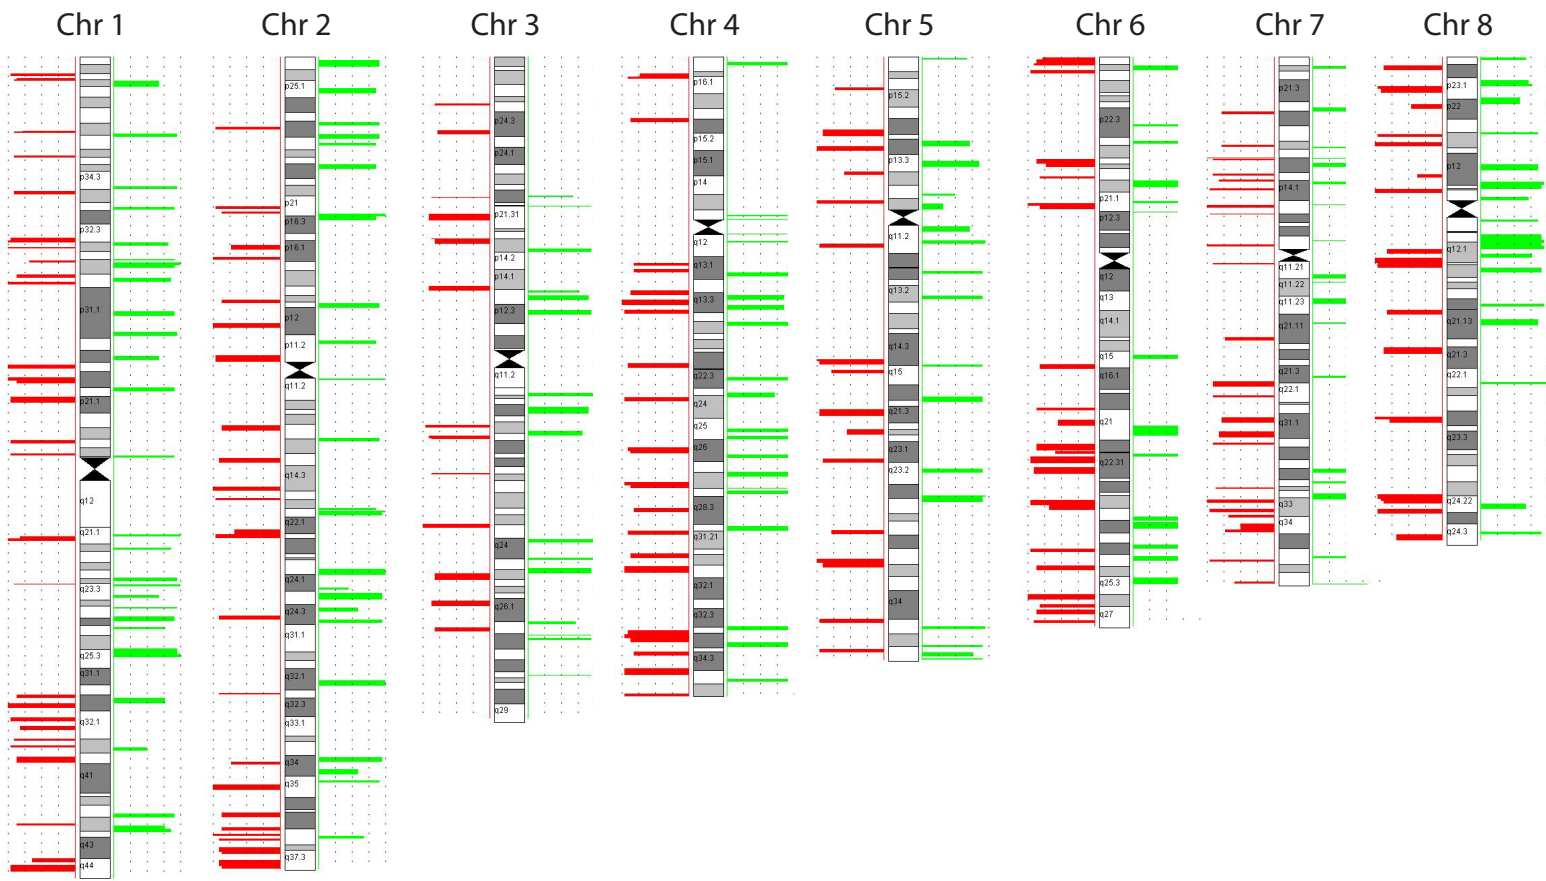 Chr 1 Chr 2 Chr 3 Chr 4 Chr 5 Chr 6 Chr 7 Chr 8
p34.3
p32.3
p31.1
p21.1
q12
q21.1
q23.3
q25.3
q31.1
q32.1
q41
q43
q44
p25.1
p21
p16.3
p16.1
p12
p11.2
q11.2
q14.3
q22.1
q24.1
q24.3
q31.1
q32.1
q32.3
q33.1
q34
q35
q37.3
p24.3
p24.1
p21.31
p14.2
p14.1
p12.3
q11.2
q24
q26.1
q29
p16.1
p15.2
p15.1
p14
q12
q13.1
q13.3
q22.3
q24
q25
q26
q28.3
q31.21
q32.1
q32.3
q34.3
p15.2
p13.3
q11.2
q13.2
q14.3
q15
q21.3
q23.1
q23.2
q34
p22.3
p21.1
p12.3
q12
q13
q14.1
q15
q16.1
q21
q22.31
q25.3
q27
p21.3
p14.1
q11.21
q11.22
q11.23
q21.11
q21.3
q22.1
q31.1
q33
q34
p23.1
p22
p12
q12.1
q21.13
q21.3
q22.1
q23.3
q24.22
q24.3